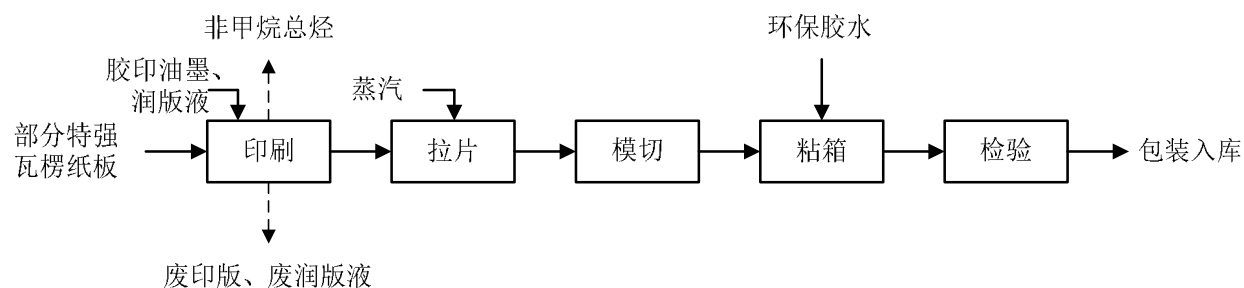 非甲烷总烃
环保胶水
胶印油墨、
润版液
蒸汽
部分特强
瓦楞纸板
印刷
拉片
模切
粘箱
检验
包装入库
废印版、废润版液